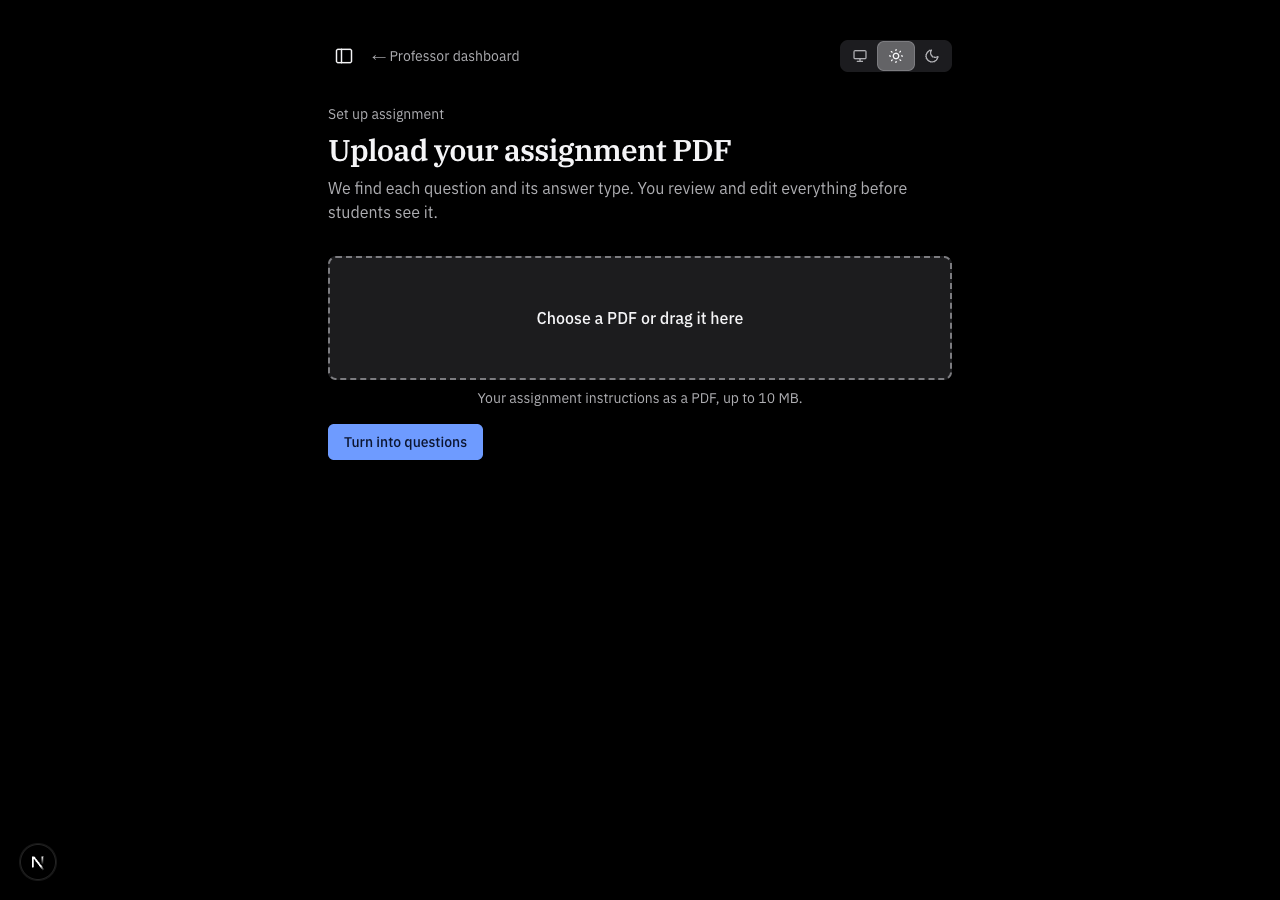 ← Professor dashboard
Set up assignment
Upload your assignment PDF
We find each question and its answer type. You review and edit everything before
students see it.
Choose a PDF or drag it here
Your assignment instructions as a PDF, up to 10 MB.
Turn into questions
N